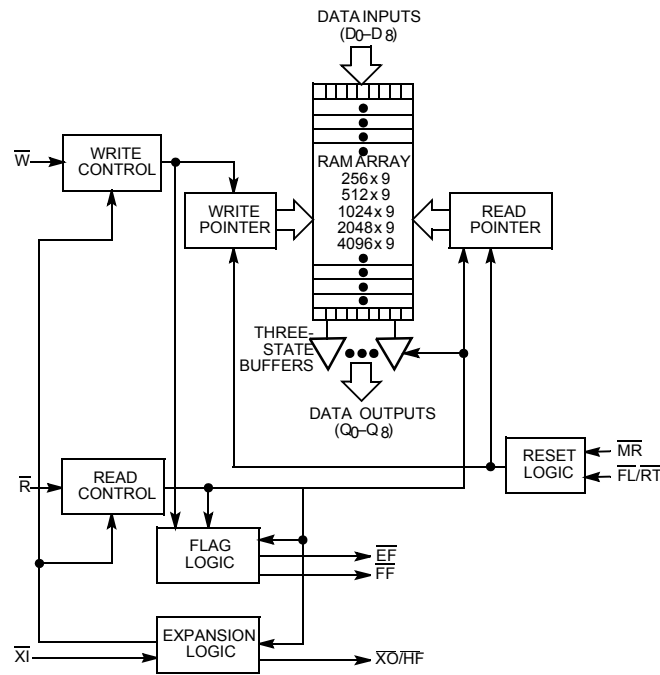 DATA INPUTS
(D0–D8)
W
WRITE
CONTROL
WRITE
POINTER
RAM ARRAY
256 x 9
512 x 9
1024 x 9
2048 x 9
4096 x 9
READ
POINTER
THREE-
STATE
BUFFERS
DATA OUTPUTS
(Q0–Q8)
RESET
LOGIC
MR
FL/RT
R
READ
CONTROL
FLAG
LOGIC
EF
FF
EXPANSION
LOGIC
XI
XO/HF